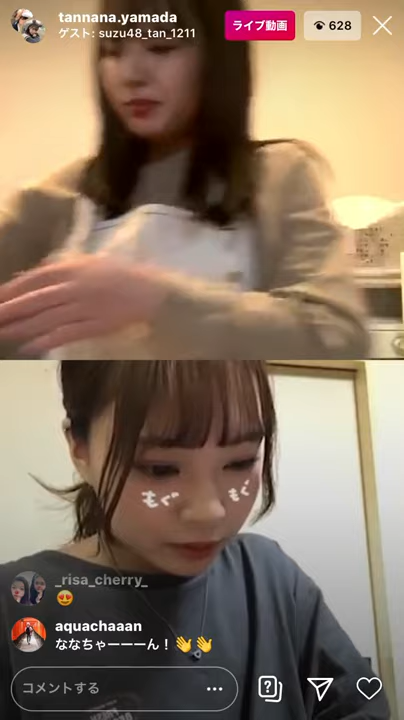 tannana.yamada
ゲスト: suzu48_tan_1211
ライブ動画
628
もぐ
もぐ
_risa_cherry_
😍
aquachaaan
ななちゃーーーん！👋👋
コメントする